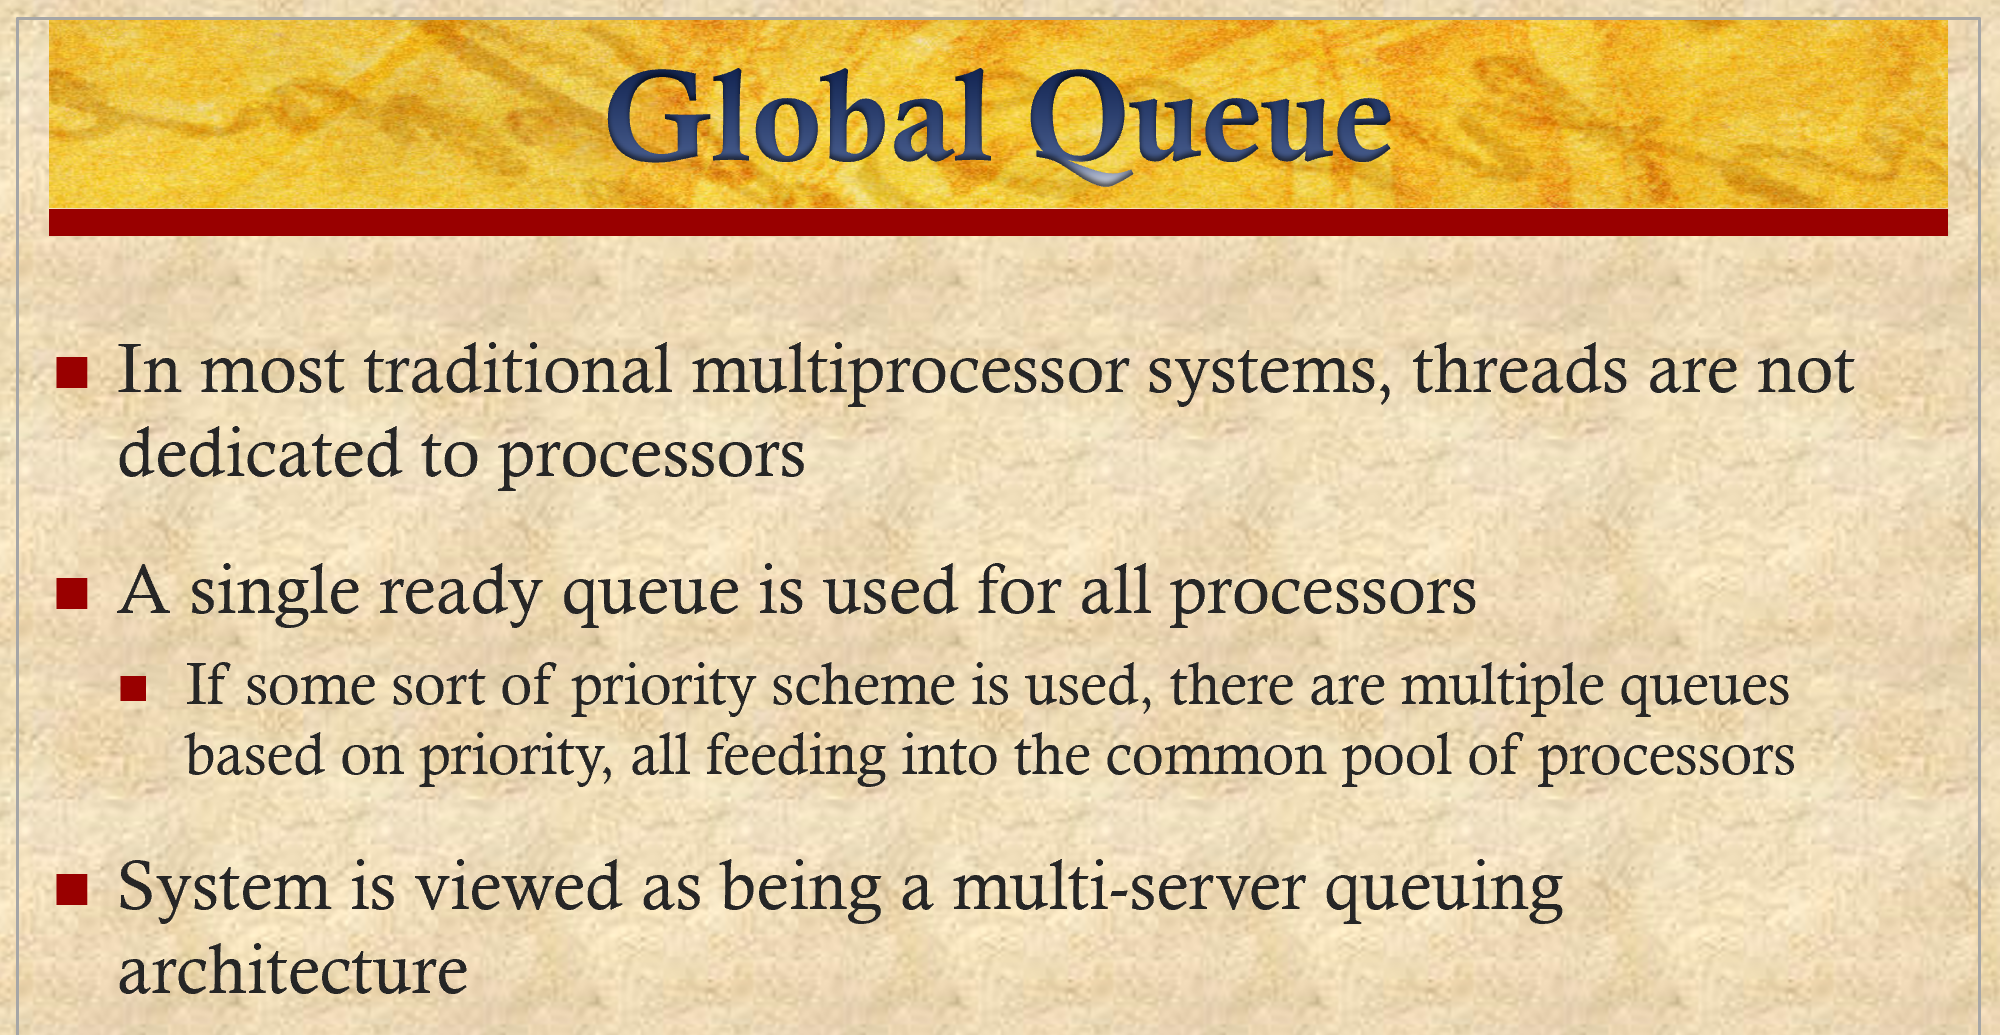 Global Queue
In most traditional multiprocessor systems, threads are not
dedicated to processors
A single ready queue is used for all processors
If some sort of priority scheme is used, there are multiple queues
based on priority, all feeding into the common pool of processors
System is viewed as being a multi-server queuing
architecture